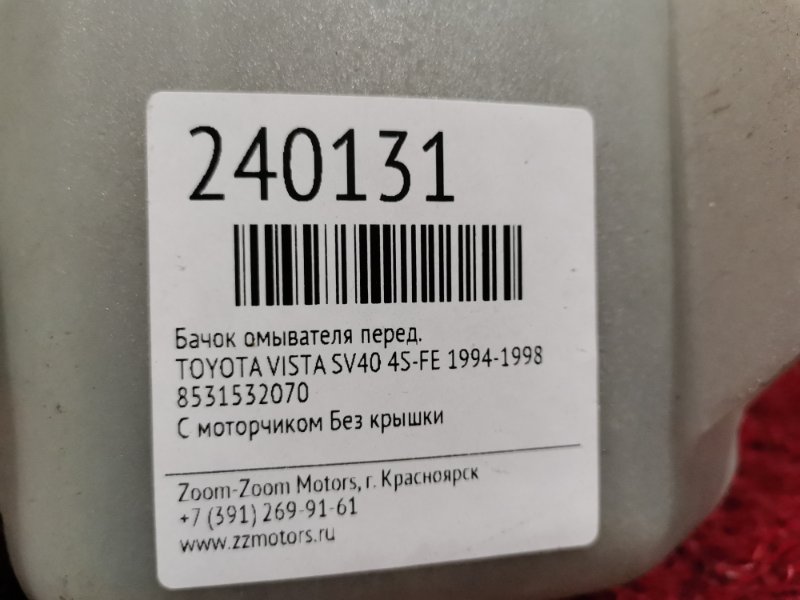 240131
Бачок омывателя перед.
TOYOTA VISTA SV40 4S-FE 1994-1998
8531532070
С моторчиком Без крышки
Zoom-Zoom Motors, г. Красноярск
+7 (391) 269-91-61
www.zzmotors.ru